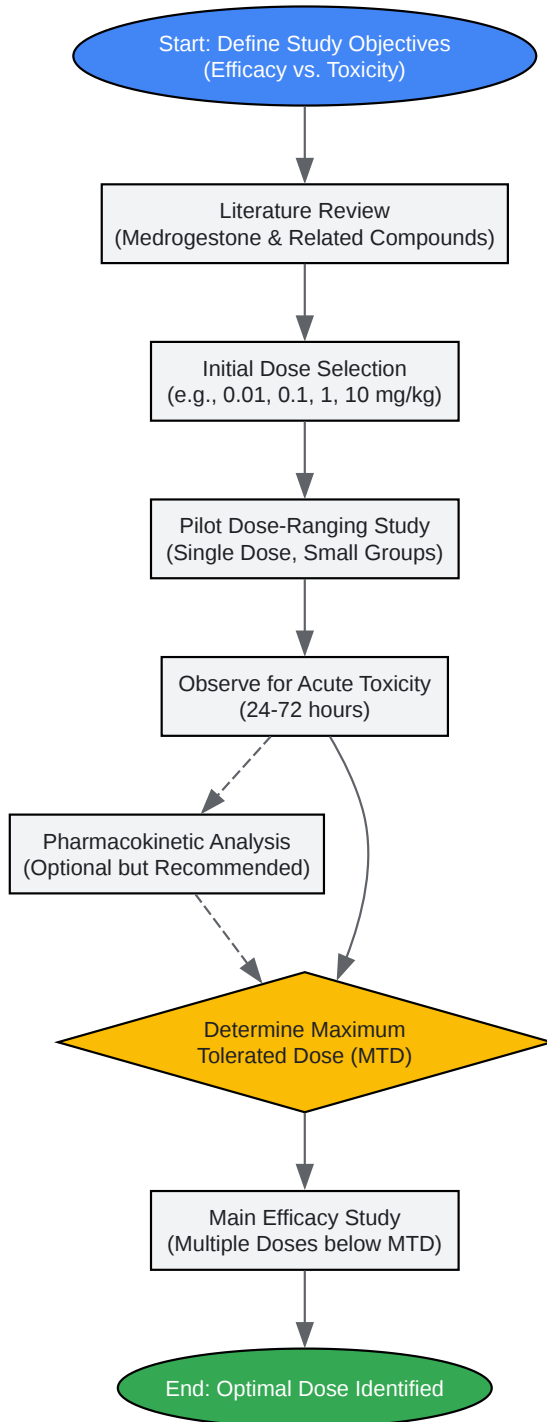 Start: Define Study Objectives
(Efficacy vs. Toxicity)
Literature Review
(Medrogestone & Related Compounds)
Initial Dose Selection
(e.g., 0.01, 0.1, 1, 10 mg/kg)
Pilot Dose-Ranging Study
(Single Dose, Small Groups)
Observe for Acute Toxicity
(24-72 hours)
Pharmacokinetic Analysis
(Optional but Recommended)
Determine Maximum
Tolerated Dose (MTD)
Main Efficacy Study
(Multiple Doses below MTD)
End: Optimal Dose Identified